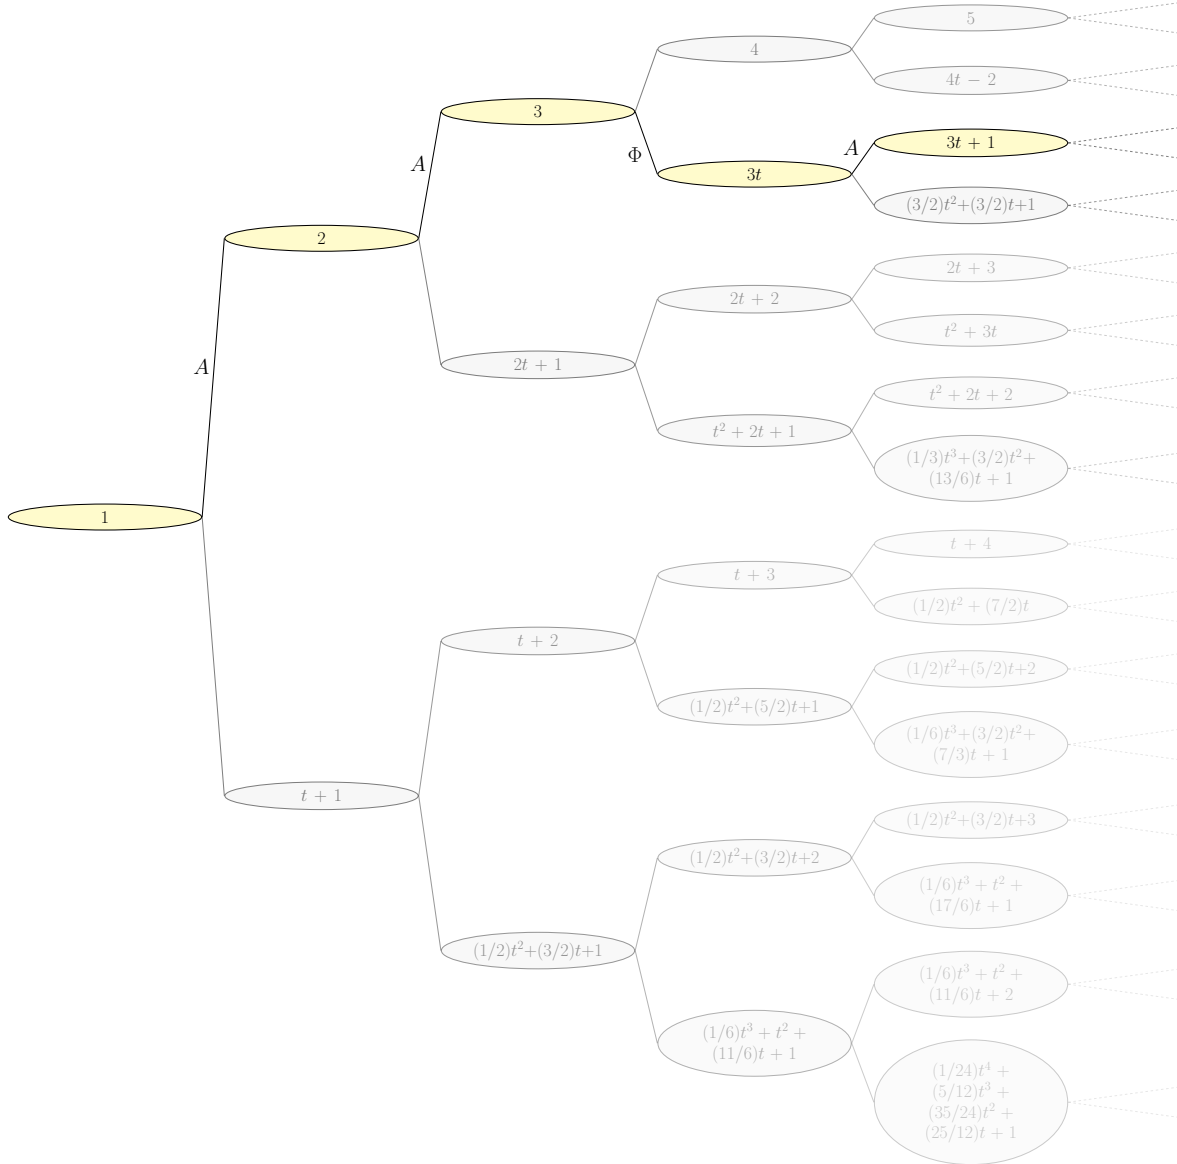 5
4
4t − 2
3
A
Φ
3t
A
3t + 1
(3/2)t²+(3/2)t+1
2
2t + 3
2t + 2
t² + 3t
2t + 1
A
t² + 2t + 2
t² + 2t + 1
(1/3)t³+(3/2)t²+
(13/6)t + 1
1
t + 4
t + 3
(1/2)t² + (7/2)t
t + 2
(1/2)t²+(5/2)t+2
(1/2)t²+(5/2)t+1
(1/6)t³+(3/2)t²+
(7/3)t + 1
t + 1
(1/2)t²+(3/2)t+3
(1/2)t²+(3/2)t+2
(1/6)t³ + t² +
(17/6)t + 1
(1/2)t²+(3/2)t+1
(1/6)t³ + t² +
(11/6)t + 2
(1/6)t³ + t² +
(11/6)t + 1
(1/24)t⁴ +
(5/12)t³ +
(35/24)t² +
(25/12)t + 1